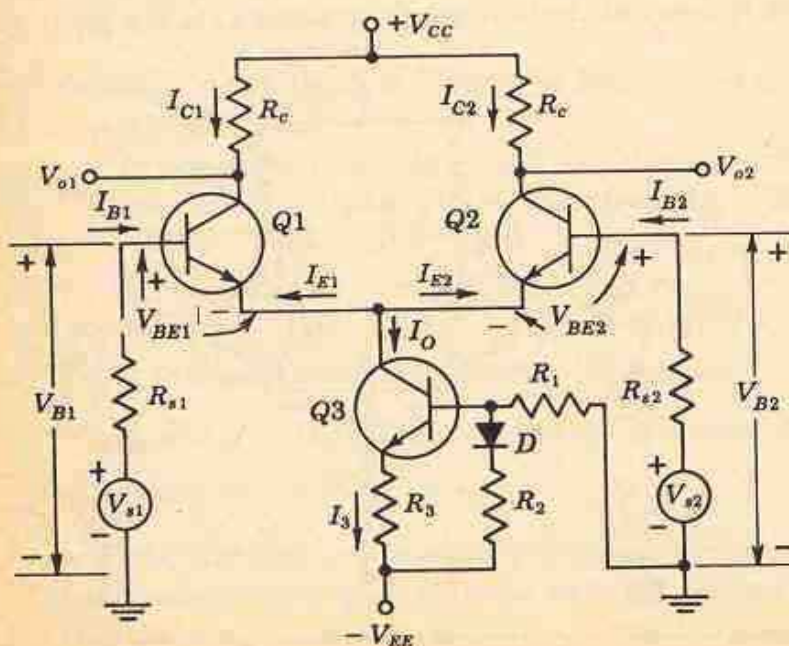 +V_CC
I_C1 R_c I_C2 R_c
V_o1 V_o2
I_B1 Q1 Q2 I_B2
+ + + +
I_E1 I_E2
V_BE1 − − V_BE2
I_O
V_B1 R_s1 Q3 R_1 R_s2 V_B2
D
+ V_s1 − I_3 R_3 R_2 + V_s2 −
− −
− V_EE